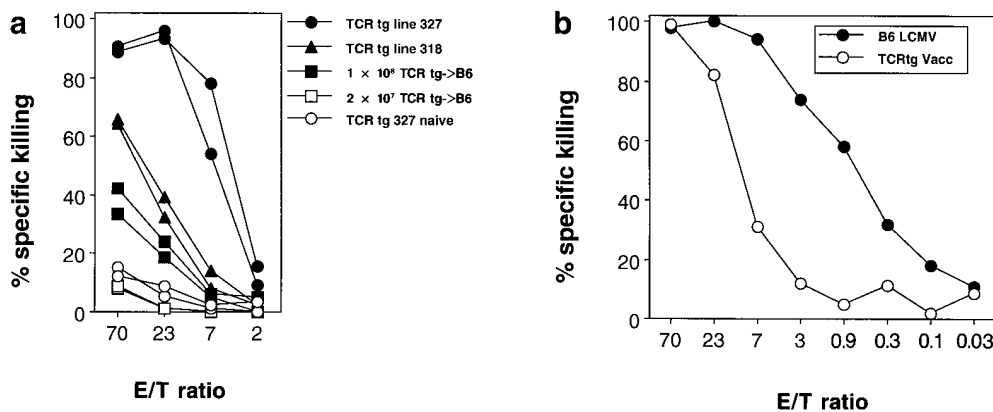 a
% specific killing
100
80
60
40
20
0
70 23 7 2
E/T ratio
TCR tg line 327
TCR tg line 318
1 × 10⁸ TCR tg->B6
2 × 10⁷ TCR tg->B6
TCR tg 327 naive
b
% specific killing
100
80
60
40
20
0
70 23 7 3 0.9 0.3 0.1 0.03
E/T ratio
B6 LCMV
TCRtg Vacc